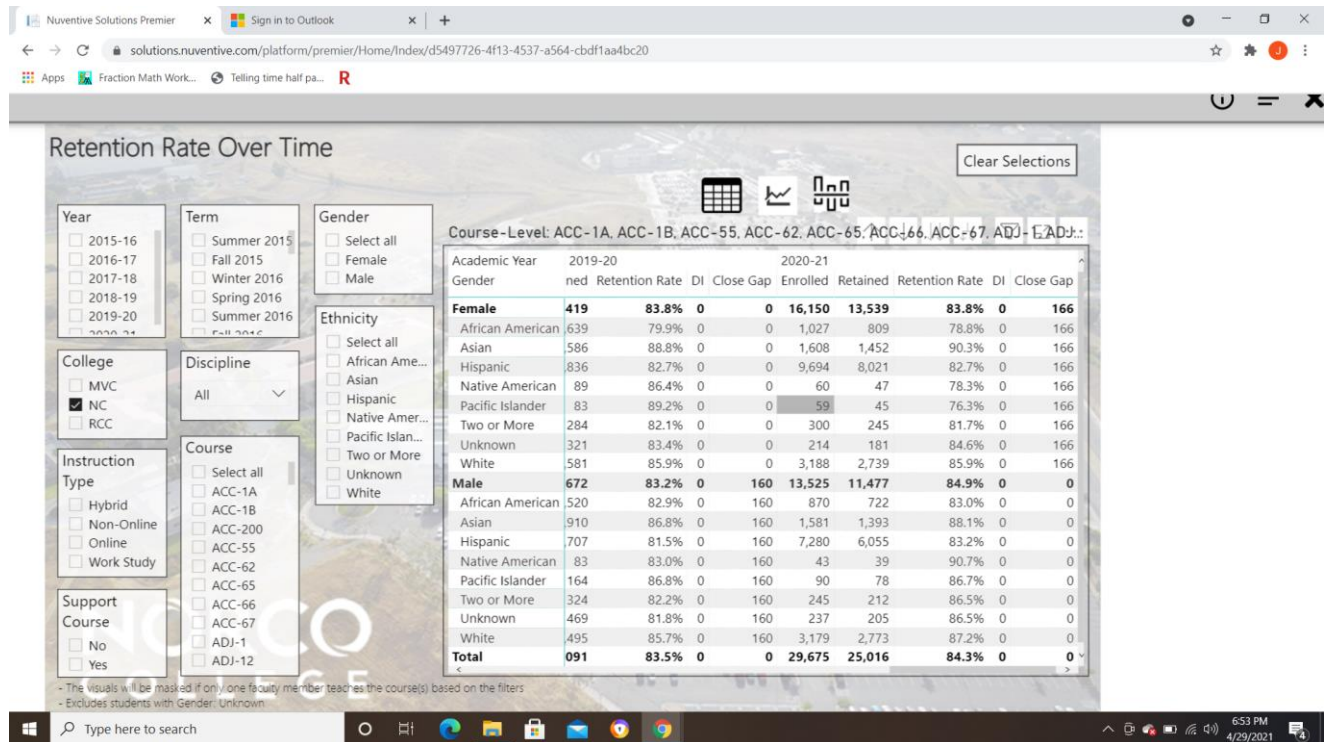 Nuventive Solutions Premier
Sign in to Outlook
solutions.nuventive.com/platform/premier/Home/Index/d5497726-4f13-4537-a564-cbdf1aa4bc20
Apps Fraction Math Work... Telling time half pa... R
Retention Rate Over Time
Clear Selections
Year
2015-16
2016-17
2017-18
2018-19
2019-20
2020-21
Term
Summer 2015
Fall 2015
Winter 2016
Spring 2016
Summer 2016
Fall 2016
Gender
Select all
Female
Male
Ethnicity
Select all
African Ame...
Asian
Hispanic
Native Amer...
Pacific Islan...
Two or More
Unknown
White
College
MVC
NC
RCC
Discipline
All
Instruction
Type
Hybrid
Non-Online
Online
Work Study
Course
Select all
ACC-1A
ACC-1B
ACC-200
ACC-55
ACC-62
ACC-65
ACC-66
ACC-67
ADJ-1
ADJ-12
Support
Course
No
Yes
Course-Level: ACC-1A, ACC-1B, ACC-55, ACC-62, ACC-65, ACC-66, ACC-67, ADJ-1, ADJ...
Academic Year 2019-20 2020-21
Gender ned Retention Rate DI Close Gap Enrolled Retained Retention Rate DI Close Gap
Female 419 83.8% 0 0 16,150 13,539 83.8% 0 166
African American ,639 79.9% 0 0 1,027 809 78.8% 0 166
Asian ,586 88.8% 0 0 1,608 1,452 90.3% 0 166
Hispanic ,836 82.7% 0 0 9,694 8,021 82.7% 0 166
Native American 89 86.4% 0 0 60 47 78.3% 0 166
Pacific Islander 83 89.2% 0 0 59 45 76.3% 0 166
Two or More 284 82.1% 0 0 300 245 81.7% 0 166
Unknown 321 83.4% 0 0 214 181 84.6% 0 166
White ,581 85.9% 0 0 3,188 2,739 85.9% 0 166
Male 672 83.2% 0 160 13,525 11,477 84.9% 0 0
African American ,520 82.9% 0 160 870 722 83.0% 0 0
Asian ,910 86.8% 0 160 1,581 1,393 88.1% 0 0
Hispanic ,707 81.5% 0 160 7,280 6,055 83.2% 0 0
Native American 83 83.0% 0 160 43 39 90.7% 0 0
Pacific Islander 164 86.8% 0 160 90 78 86.7% 0 0
Two or More 324 82.2% 0 160 245 212 86.5% 0 0
Unknown 469 81.8% 0 160 237 205 86.5% 0 0
White ,495 85.7% 0 160 3,179 2,773 87.2% 0 0
Total 091 83.5% 0 0 29,675 25,016 84.3% 0 0
NORCO
COLLEGE
- The visuals will be masked if only one faculty member teaches the course(s) based on the filters
- Excludes students with Gender: Unknown
Type here to search
6:53 PM
4/29/2021